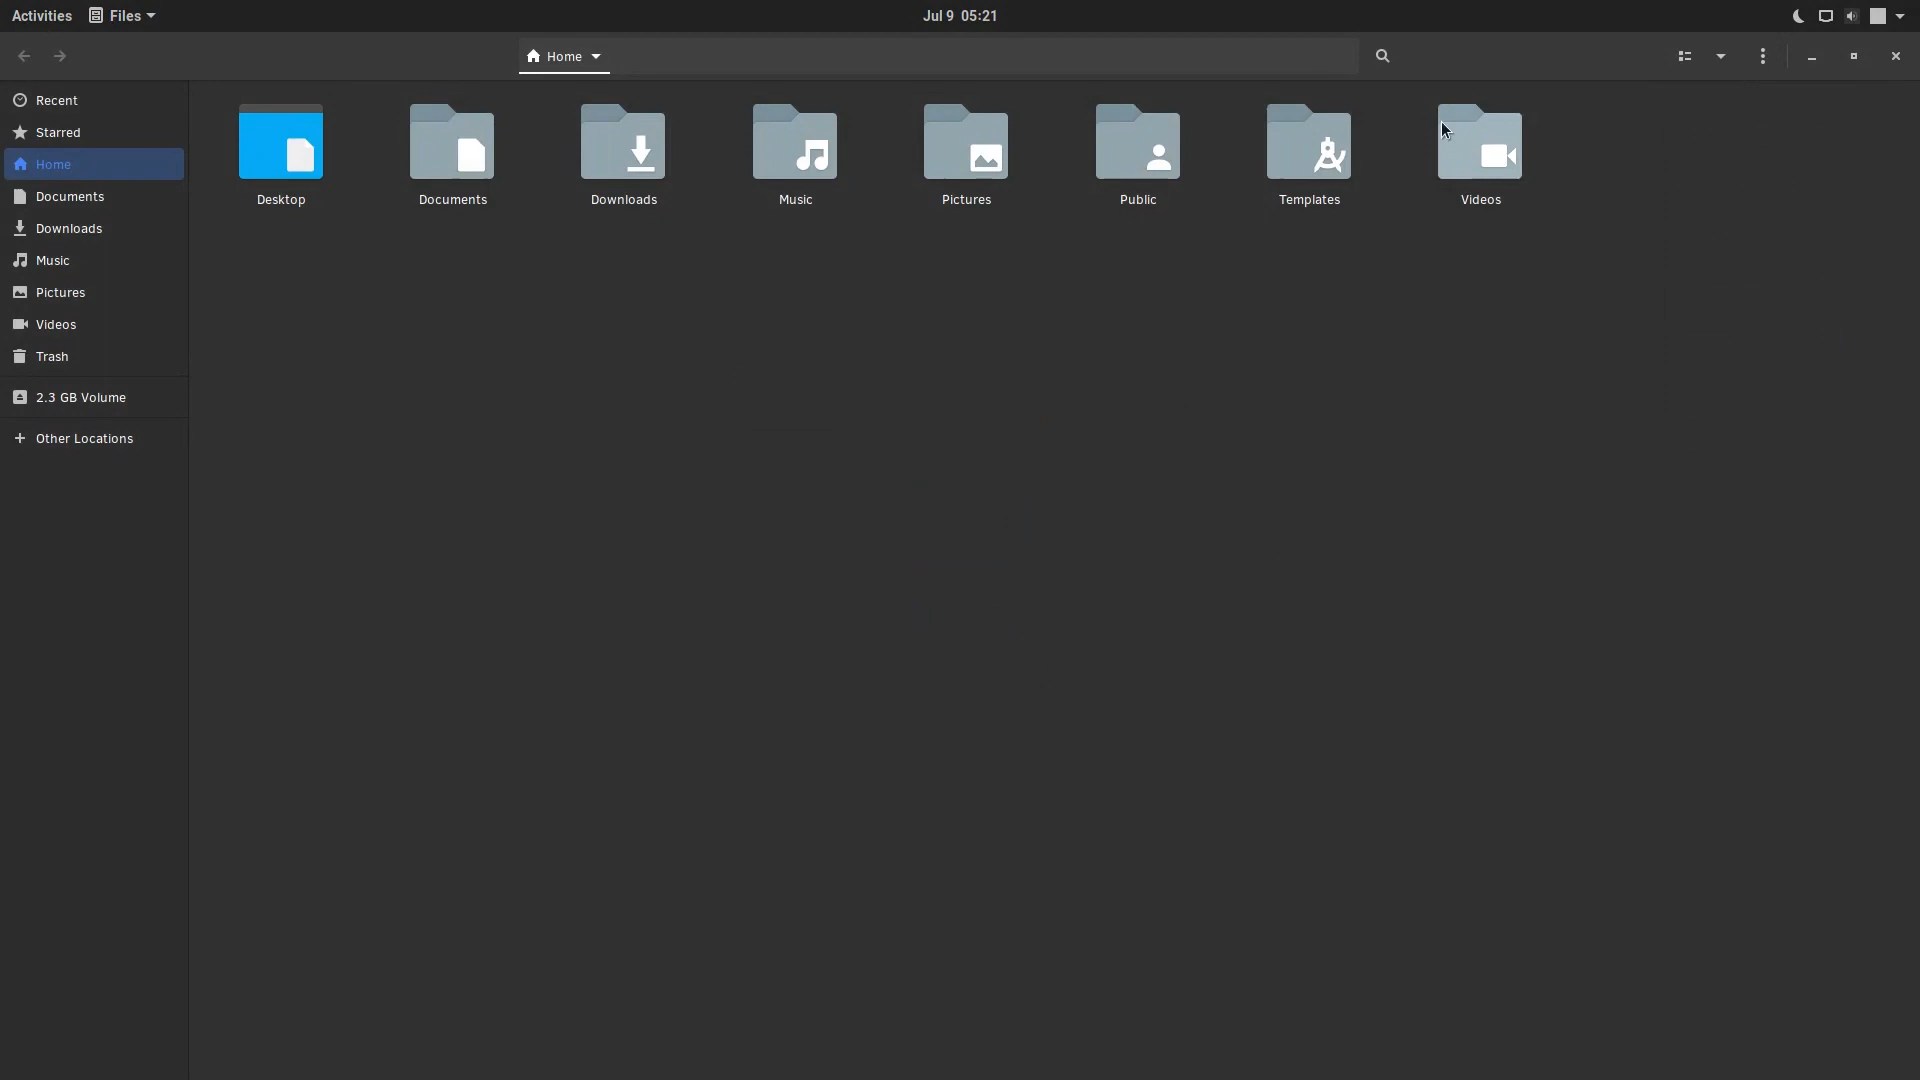 Activities Files Jul 9 05:21
Home
Recent
Starred
Home
Documents
Downloads
Music
Pictures
Videos
Trash
2.3 GB Volume
Other Locations
Desktop Documents Downloads Music Pictures Public Templates Videos